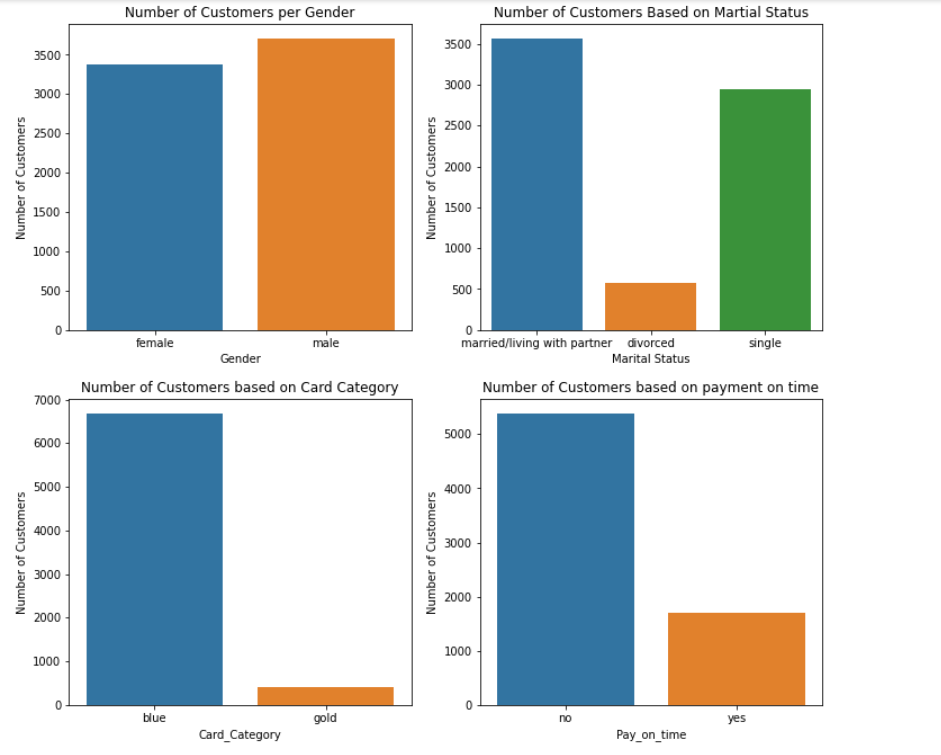 Number of Customers per Gender
Number of Customers
3500
3000
2500
2000
1500
1000
500
0
female male
Gender
Number of Customers Based on Martial Status
Number of Customers
3500
3000
2500
2000
1500
1000
500
0
married/living with partner divorced single
Marital Status
Number of Customers based on Card Category
Number of Customers
7000
6000
5000
4000
3000
2000
1000
0
blue gold
Card_Category
Number of Customers based on payment on time
Number of Customers
5000
4000
3000
2000
1000
0
no yes
Pay_on_time